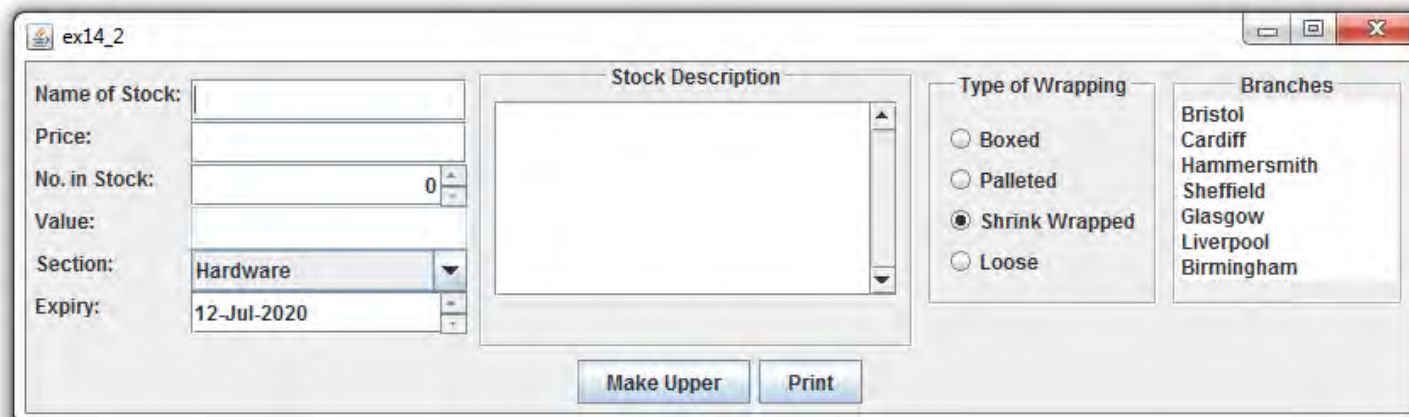 ex14_2
Name of Stock:
Price:
No. in Stock: 0
Value:
Section: Hardware
Expiry: 12-Jul-2020
Stock Description
Type of Wrapping
Boxed
Palleted
Shrink Wrapped
Loose
Branches
Bristol
Cardiff
Hammersmith
Sheffield
Glasgow
Liverpool
Birmingham
Make Upper Print